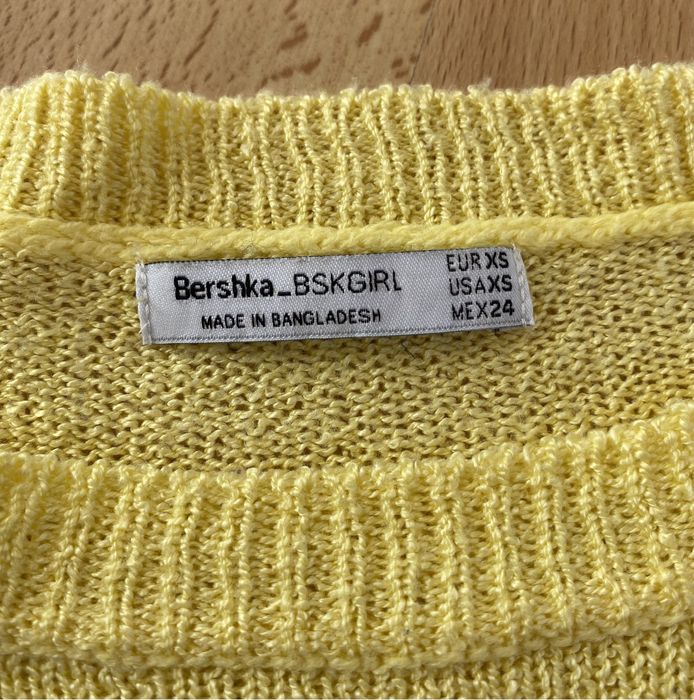 Bershka_BSKGIRL
MADE IN BANGLADESH
EUR XS
USA XS
MEX 24